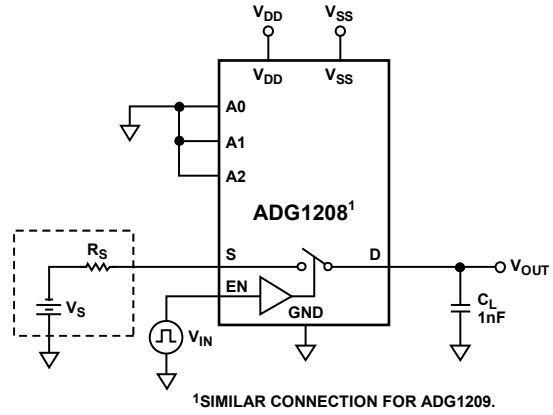 VDD VSS
VDD VSS
A0
A1
A2
ADG1208¹
RS
S D
VOUT
EN
VS
GND
CL
1nF
VIN
¹SIMILAR CONNECTION FOR ADG1209.